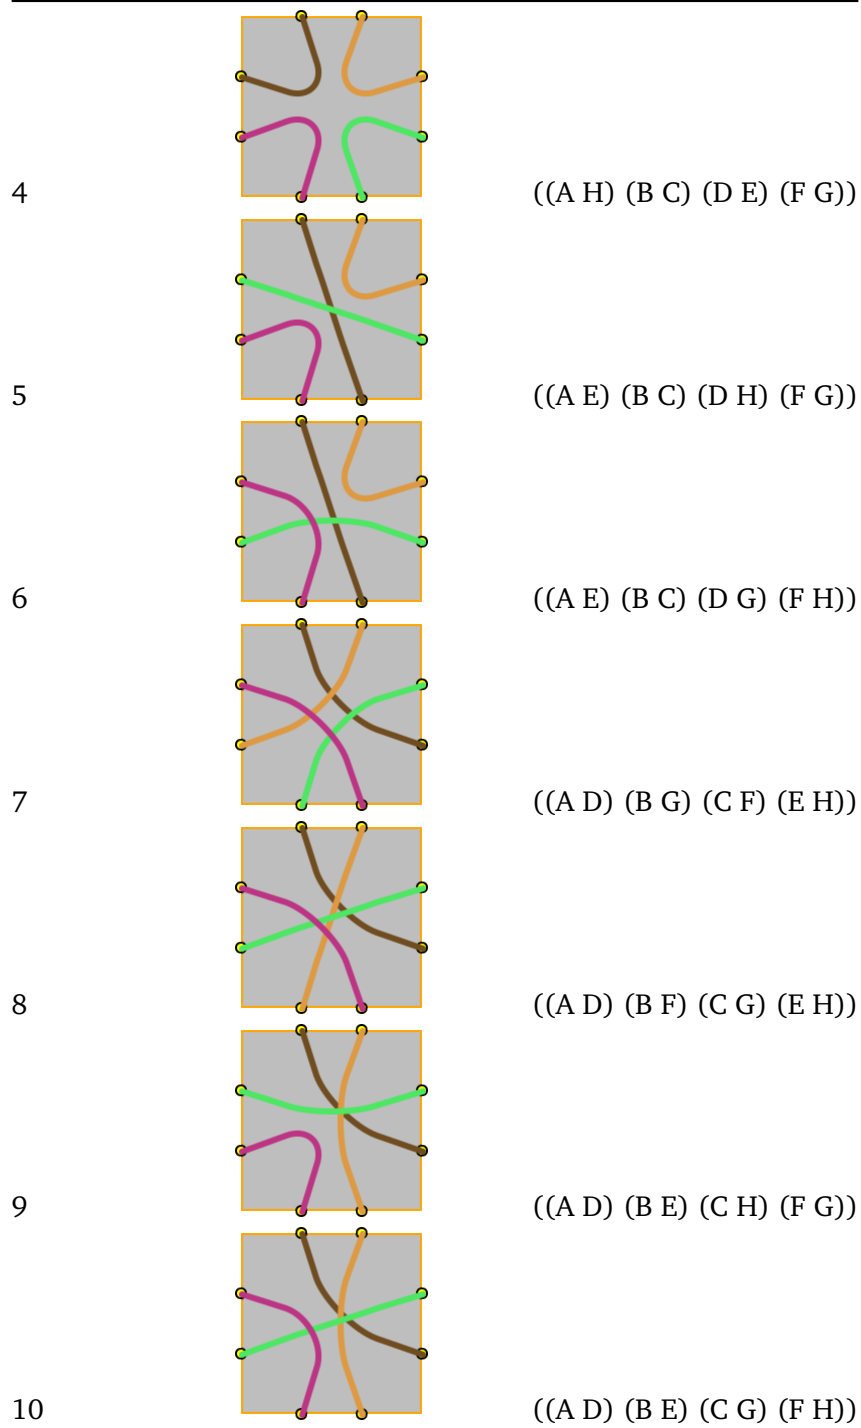 4 ((A H) (B C) (D E) (F G))
5 ((A E) (B C) (D H) (F G))
6 ((A E) (B C) (D G) (F H))
7 ((A D) (B G) (C F) (E H))
8 ((A D) (B F) (C G) (E H))
9 ((A D) (B E) (C H) (F G))
10 ((A D) (B E) (C G) (F H))